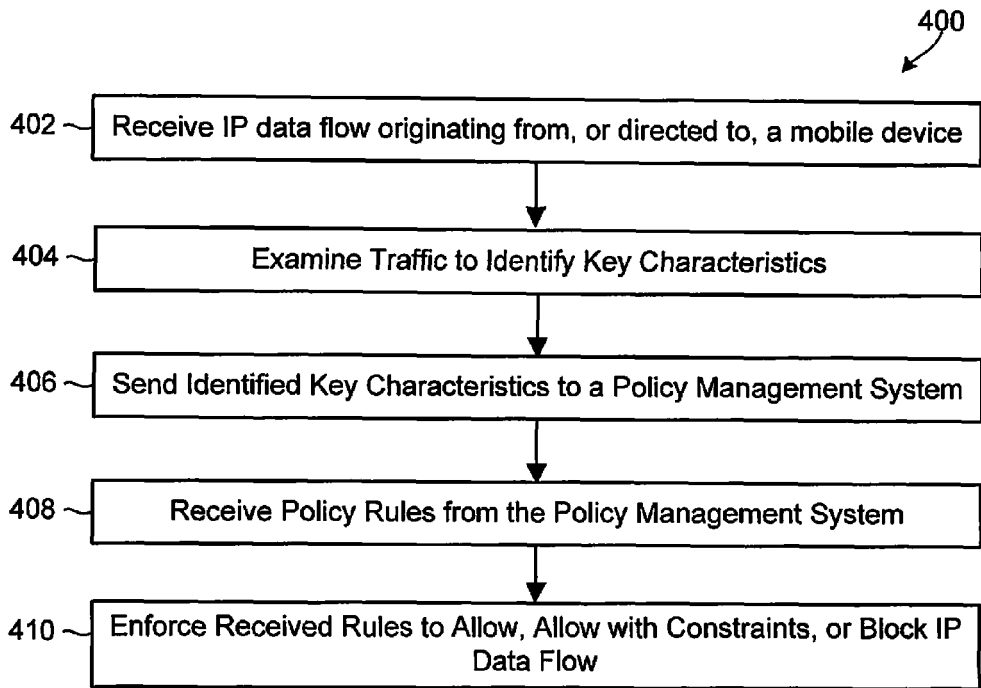 400
402 Receive IP data flow originating from, or directed to, a mobile device
404 Examine Traffic to Identify Key Characteristics
406 Send Identified Key Characteristics to a Policy Management System
408 Receive Policy Rules from the Policy Management System
410 Enforce Received Rules to Allow, Allow with Constraints, or Block IP
Data Flow